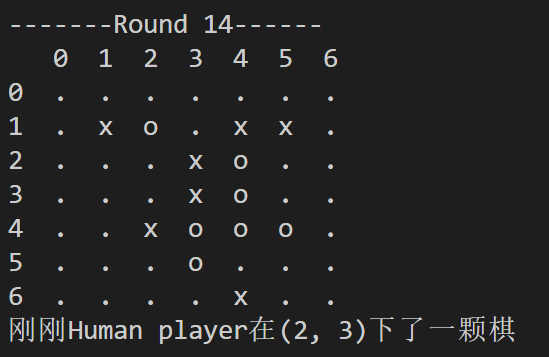 -------Round 14------
0 1 2 3 4 5 6
0 . . . . . . .
1 . x o . x x .
2 . . . x o . .
3 . . . x o . .
4 . . x o o o .
5 . . . o . . .
6 . . . . x . .
刚刚Human player在(2, 3)下了一颗棋